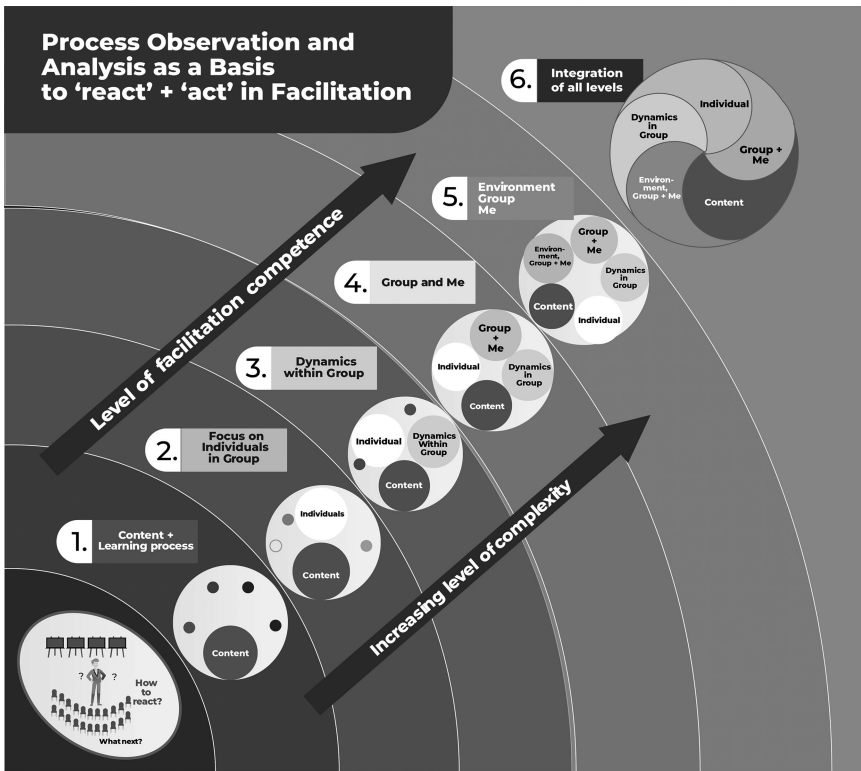 Process Observation and
Analysis as a Basis
to ‘react’ + ‘act’ in Facilitation
6.
Integration
of all levels
Individual
Dynamics
in
Group
Group +
Me
Environ-
ment,
Group + Me
Content
5.
Environment
Group
Me
Group
+
Me
Environ-
ment,
Group + Me
Dynamics
in
Group
Content
Individual
4.
Group and Me
Group
+
Me
Individual
Dynamics
in
Group
Content
Level of facilitation competence
3.
Dynamics
within Group
Individual
Dynamics
Within
Group
Content
2.
Focus on
Individuals
in Group
Individuals
Content
Increasing level of complexity
1.
Content +
Learning process
Content
? ?
How
to
react?
What next?